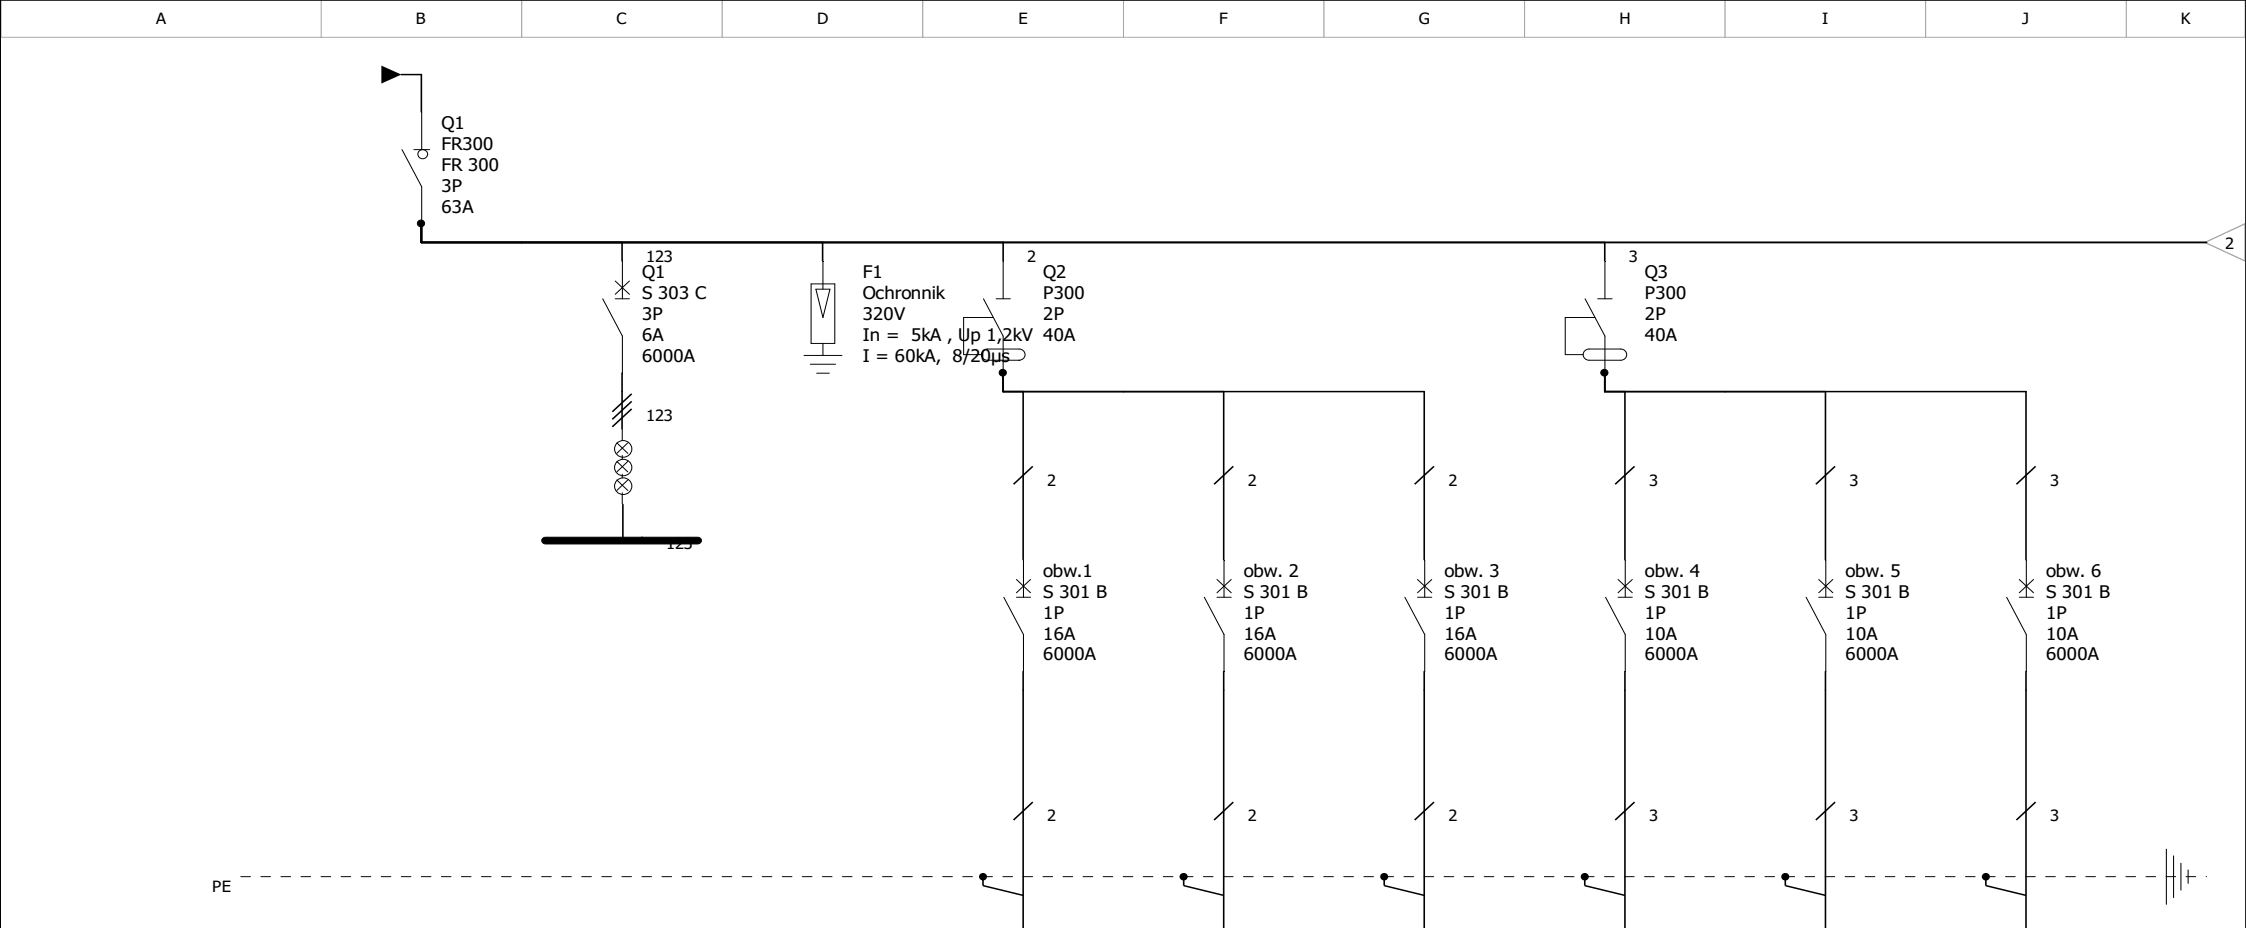 A B C D E F G H I J K
Q1
FR300
FR 300
3P
63A
2
123
Q1
S 303 C
3P
6A
6000A
123
123
F1
Ochronnik
320V
In = 5kA , Up 1,2kV
I = 60kA, 8/20µs
2
Q2
P300
2P
40A
3
Q3
P300
2P
40A
2 2 2 3 3 3
obw.1
S 301 B
1P
16A
6000A
obw. 2
S 301 B
1P
16A
6000A
obw. 3
S 301 B
1P
16A
6000A
obw. 4
S 301 B
1P
10A
6000A
obw. 5
S 301 B
1P
10A
6000A
obw. 6
S 301 B
1P
10A
6000A
2 2 2 3 3 3
PE